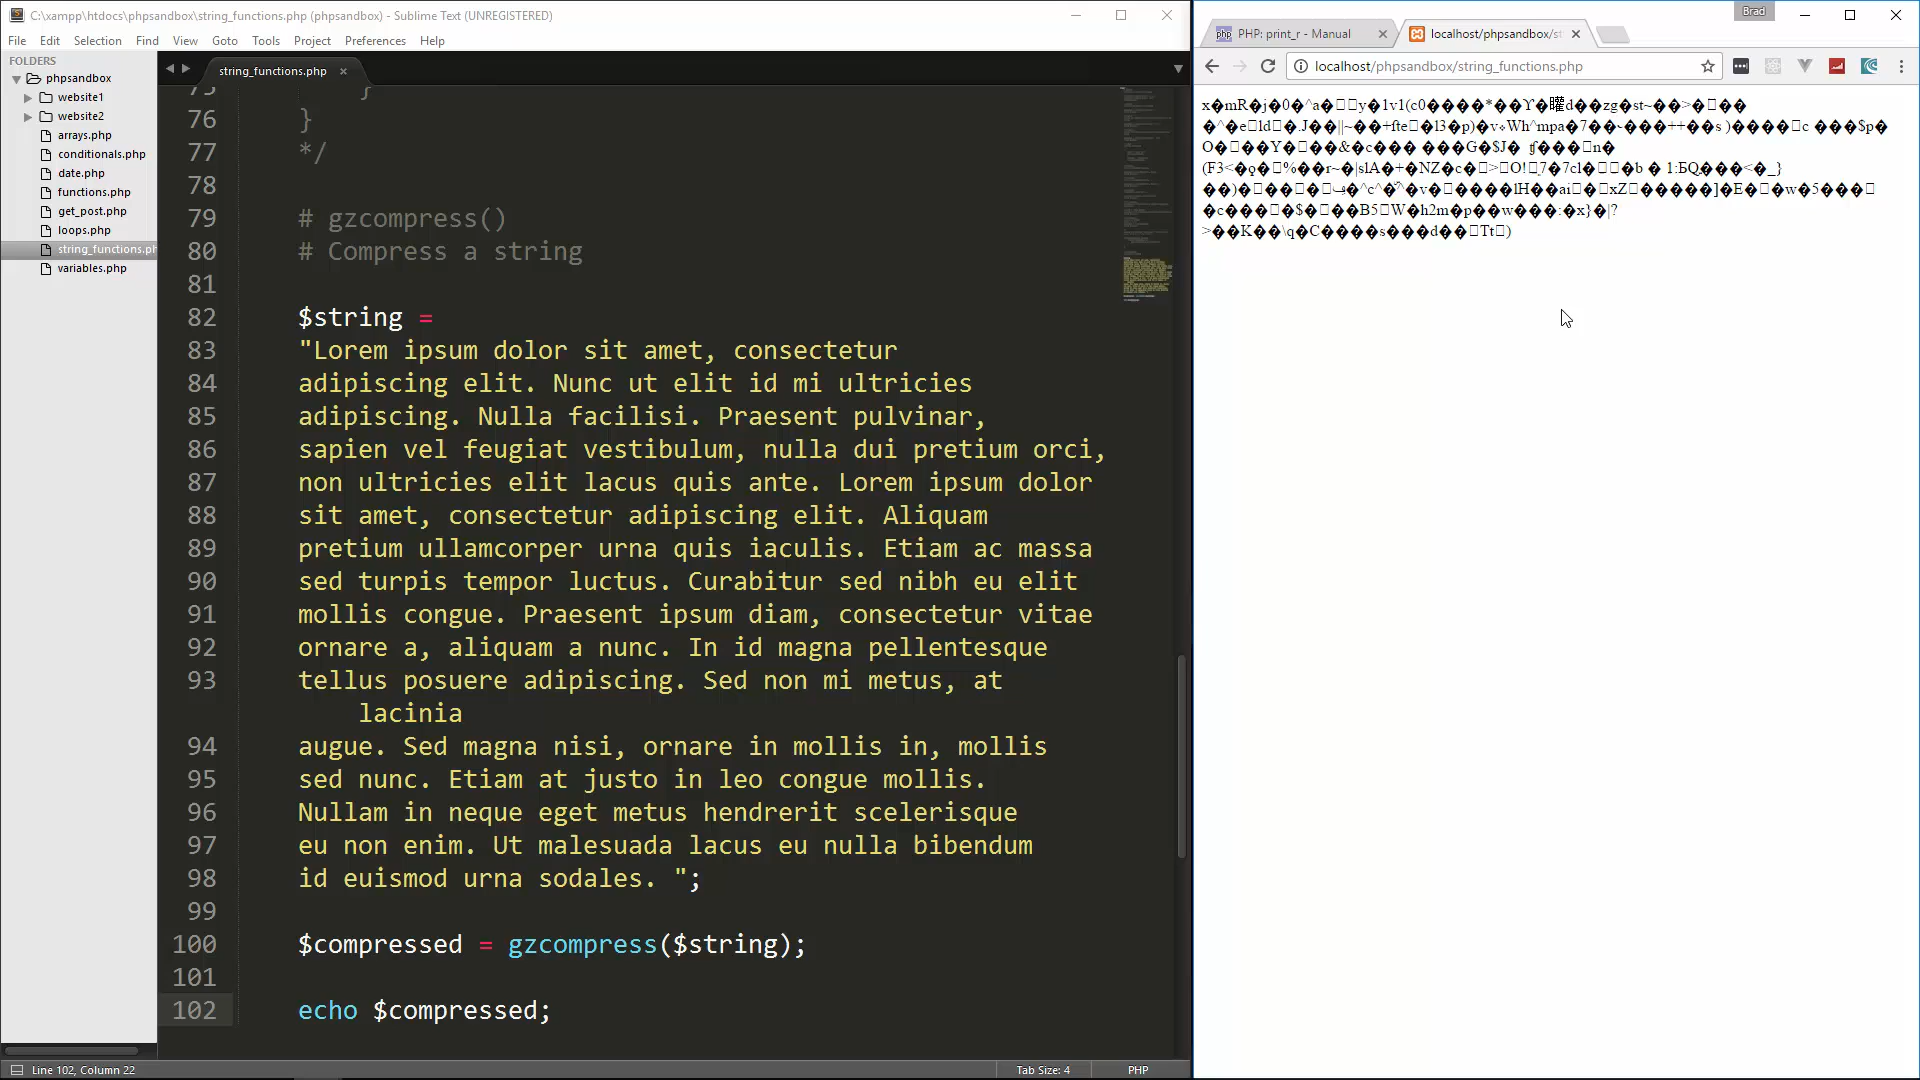 C:\xampp\htdocs\phpsandbox\string_functions.php (phpsandbox) - Sublime Text (UNREGISTERED)
File Edit Selection Find View Goto Tools Project Preferences Help
FOLDERS
phpsandbox
website1
website2
arrays.php
conditionals.php
date.php
functions.php
get_post.php
loops.php
string_functions.ph
variables.php
string_functions.php
75 }
76 }
77 */
78
79 # gzcompress()
80 # Compress a string
81
82 $string =
83 "Lorem ipsum dolor sit amet, consectetur
84 adipiscing elit. Nunc ut elit id mi ultricies
85 adipiscing. Nulla facilisi. Praesent pulvinar,
86 sapien vel feugiat vestibulum, nulla dui pretium orci,
87 non ultricies elit lacus quis ante. Lorem ipsum dolor
88 sit amet, consectetur adipiscing elit. Aliquam
89 pretium ullamcorper urna quis iaculis. Etiam ac massa
90 sed turpis tempor luctus. Curabitur sed nibh eu elit
91 mollis congue. Praesent ipsum diam, consectetur vitae
92 ornare a, aliquam a nunc. In id magna pellentesque
93 tellus posuere adipiscing. Sed non mi metus, at
lacinia
94 augue. Sed magna nisi, ornare in mollis in, mollis
95 sed nunc. Etiam at justo in leo congue mollis.
96 Nullam in neque eget metus hendrerit scelerisque
97 eu non enim. Ut malesuada lacus eu nulla bibendum
98 id euismod urna sodales. ";
99
100 $compressed = gzcompress($string);
101
102 echo $compressed;
Line 102, Column 22
Tab Size: 4 PHP
Brad
php PHP: print_r - Manual
localhost/phpsandbox/st
localhost/phpsandbox/string_functions.php